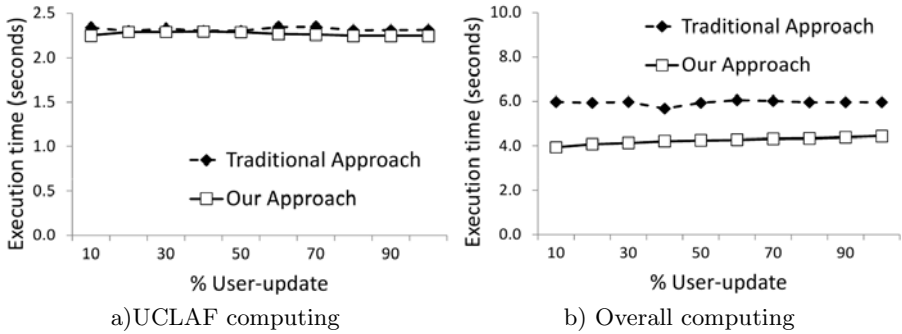 Execution time (seconds)
2.5
2.0
1.5
1.0
0.5
0.0
Traditional Approach
Our Approach
10 30 50 70 90
% User-update
a)UCLAF computing
Execution time (seconds)
10.0
8.0
6.0
4.0
2.0
0.0
Traditional Approach
Our Approach
10 30 50 70 90
% User-update
b) Overall computing